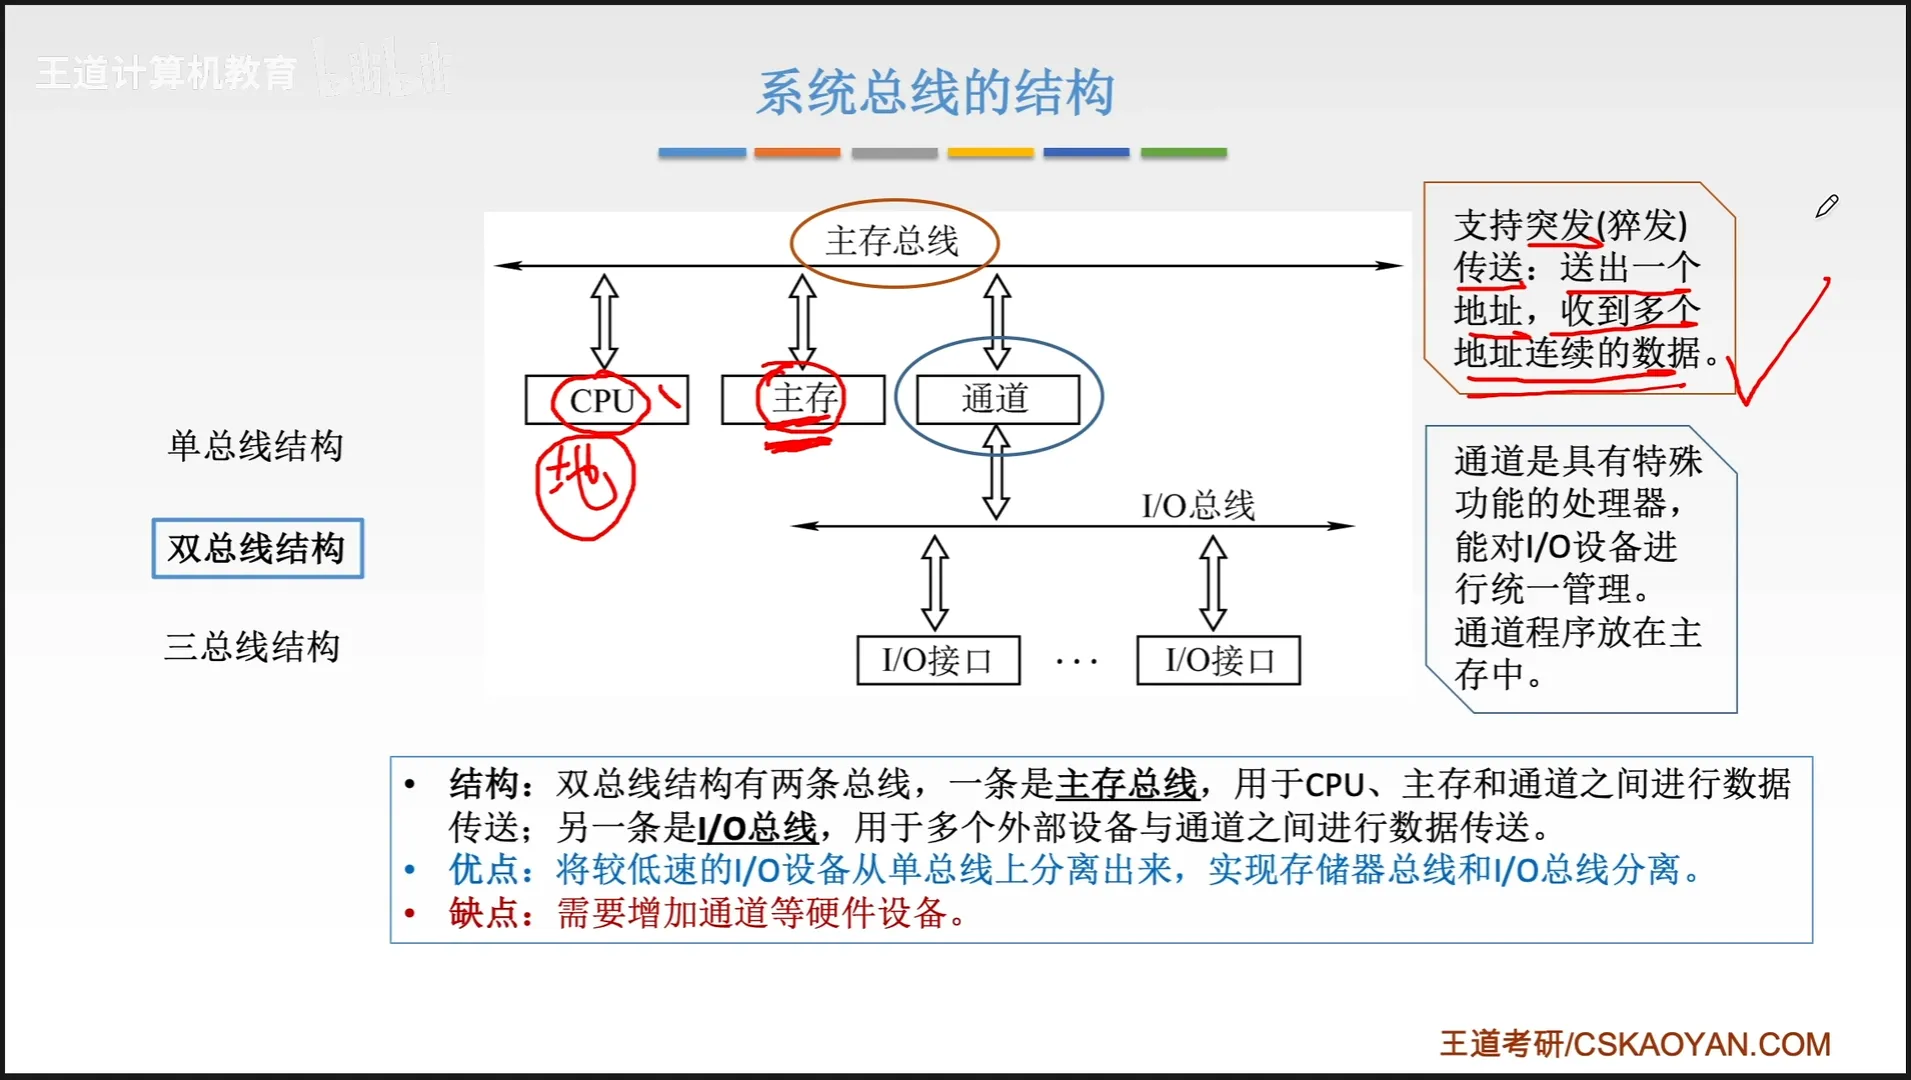 王道计算机教育 bilibili
系统总线的结构
主存总线
CPU
主存
通道
地
I/O总线
I/O接口
···
I/O接口
单总线结构
双总线结构
三总线结构
支持突发(猝发)
传送：送出一个
地址，收到多个
地址连续的数据。
通道是具有特殊
功能的处理器，
能对I/O设备进
行统一管理。
通道程序放在主
存中。
• 结构：双总线结构有两条总线，一条是主存总线，用于CPU、主存和通道之间进行数据
传送；另一条是I/O总线，用于多个外部设备与通道之间进行数据传送。
• 优点：将较低速的I/O设备从单总线上分离出来，实现存储器总线和I/O总线分离。
• 缺点：需要增加通道等硬件设备。
王道考研/CSKAOYAN.COM